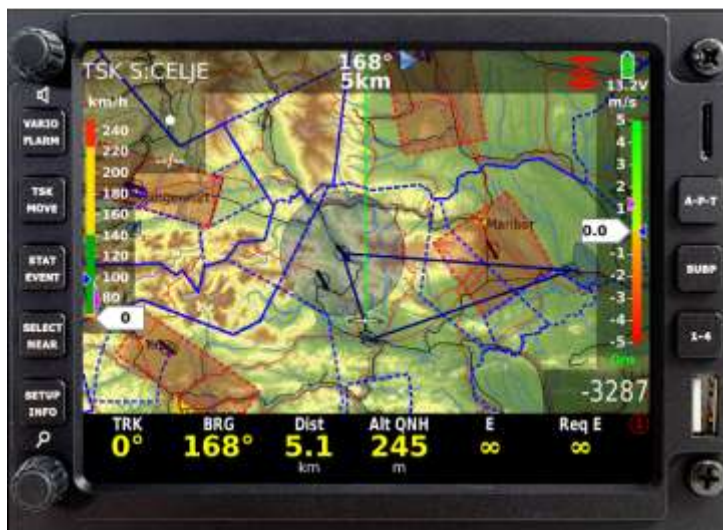 TSK S:CELJE
168°
5km
13.2V
km/h
m/s
VARIO
FLARM
TSK
MOVE
STAT
EVENT
SELECT
NEAR
SETUP
INFO
240
220
200
180
160
140
120
100
80
0
--/--
Maribor
5
4
3
2
1
0.0
-1
-2
-3
-4
-5
A-P-T
SUBP
1-4
-3287
TRK
BRG
Dist
Alt QNH
E
Req E
0°
168°
5.1
245
∞
∞
km
m